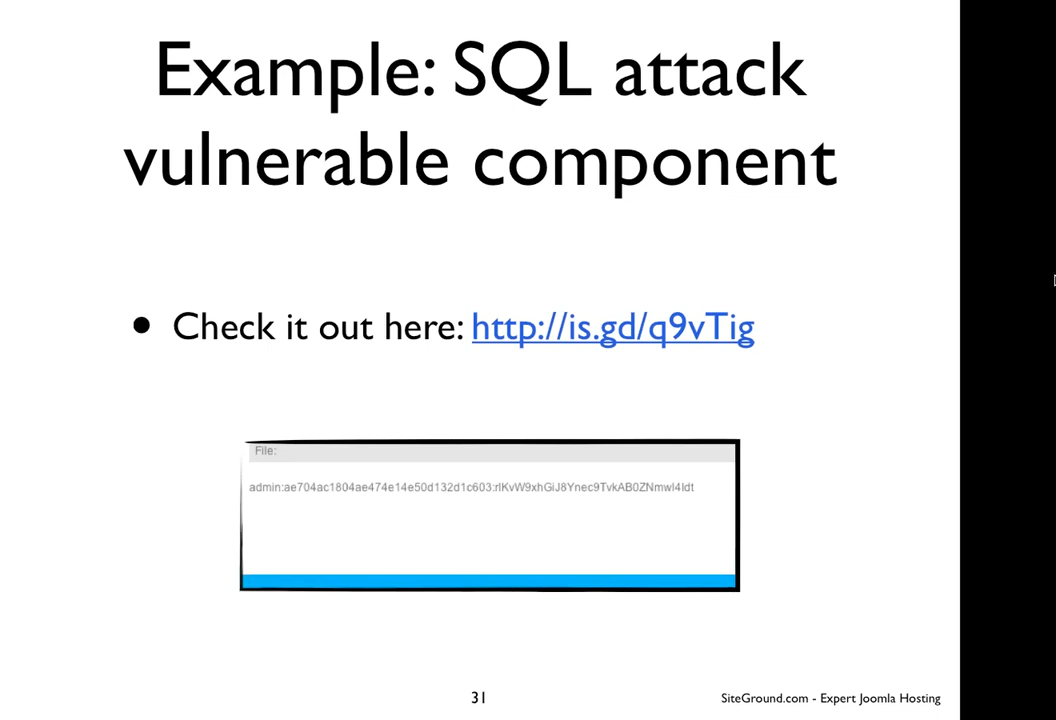 Example: SQL attack
vulnerable component
• Check it out here: http://is.gd/q9vTig
File:
admin:ae704ac1804ae474e14e50d132d1c603:rlKvW9xhGiJ8Ynec9TvkAB0ZNmwl4Idt
31
SiteGround.com - Expert Joomla Hosting